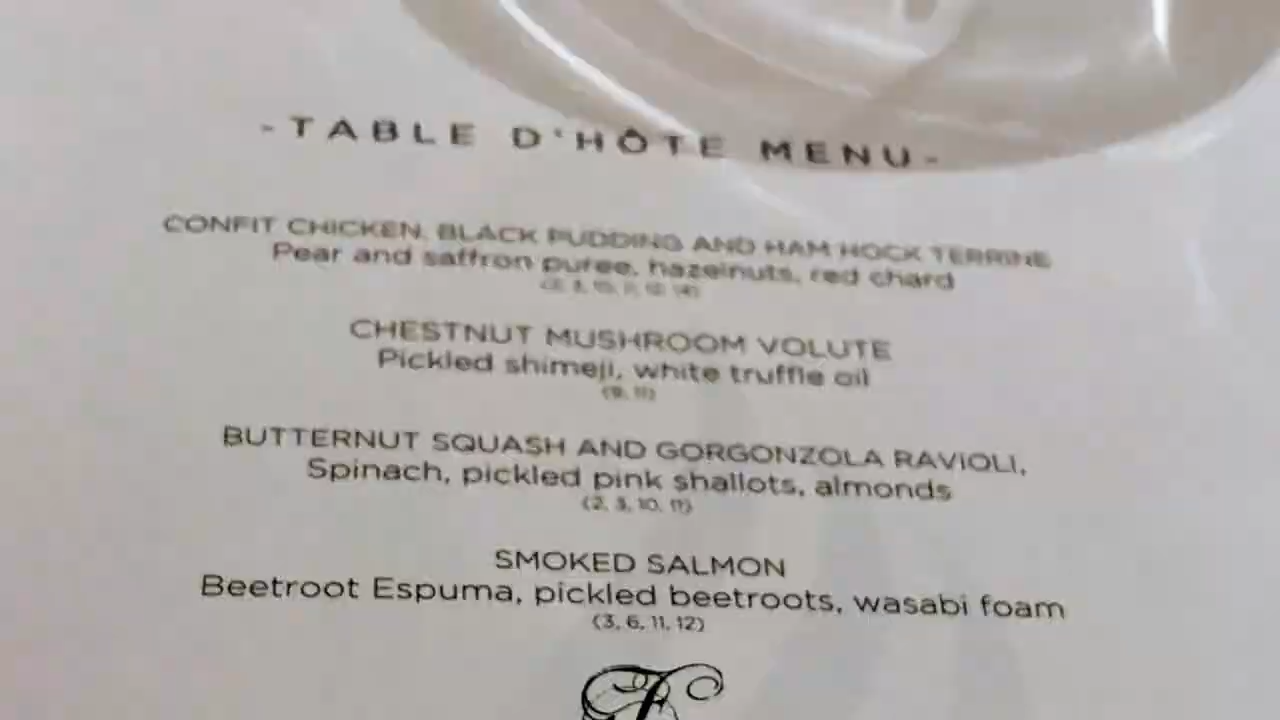 -TABLE D'HÔTE MENU-
CONFIT CHICKEN, BLACK PUDDING AND HAM HOCK TERRINE
Pear and saffron puree, hazelnuts, red chard
CHESTNUT MUSHROOM VOLUTE
Pickled shimeji, white truffle oil
(9, 11)
BUTTERNUT SQUASH AND GORGONZOLA RAVIOLI,
Spinach, pickled pink shallots, almonds
(2, 3, 10, 11)
SMOKED SALMON
Beetroot Espuma, pickled beetroots, wasabi foam
(3, 6, 11, 12)